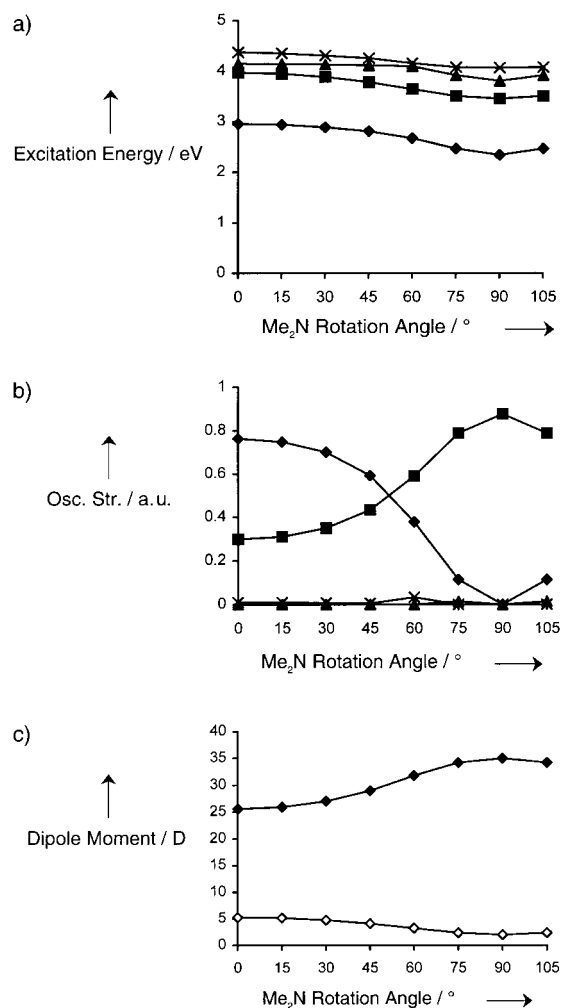 a)
5
4
3
2
1
0
Excitation Energy / eV
0 15 30 45 60 75 90 105
Me₂N Rotation Angle / °
b)
1
0.8
0.6
0.4
0.2
0
Osc. Str. / a.u.
0 15 30 45 60 75 90 105
Me₂N Rotation Angle / °
c)
40
35
30
25
20
15
10
5
0
Dipole Moment / D
0 15 30 45 60 75 90 105
Me₂N Rotation Angle / °